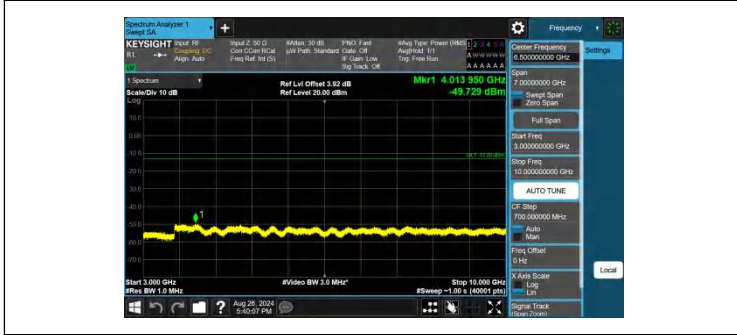 Spectrum Analyzer 1
Swept SA
Frequency
KEYSIGHT
RL
Input: RF
Coupling: DC
Align: Auto
Input Z: 50 Ω
Corr CCorr RCal
Freq Ref: Int (S)
#Atten: 30 dB
µW Path: Standard
PNO: Fast
Gate: Off
IF Gain: Low
Sig Track: Off
#Avg Type: Power (RMS)
Avg|Hold: 1/1
Trig: Free Run
1 2 3 4 5 6
A W W W W W
A A A A A A
1 Spectrum
Scale/Div 10 dB
Log
Ref Lvl Offset 3.92 dB
Ref Level 20.00 dBm
Mkr1 4.013 950 GHz
-49.729 dBm
10.0
0.00
-10.0
-20.0
-30.0
-40.0
-50.0
-60.0
-70.0
1
Start 3.000 GHz
#Res BW 1.0 MHz
#Video BW 3.0 MHz*
Stop 10.000 GHz
#Sweep ~1.00 s (40001 pts)
Aug 26, 2024
5:40:07 PM
Center Frequency
6.500000000 GHz
Settings
Span
7.00000000 GHz
Swept Span
Zero Span
Full Span
Start Freq
3.000000000 GHz
Stop Freq
10.000000000 GHz
AUTO TUNE
CF Step
700.000000 MHz
Auto
Man
Freq Offset
0 Hz
X Axis Scale
Log
Lin
Signal Track
(Span Zoom)
Local